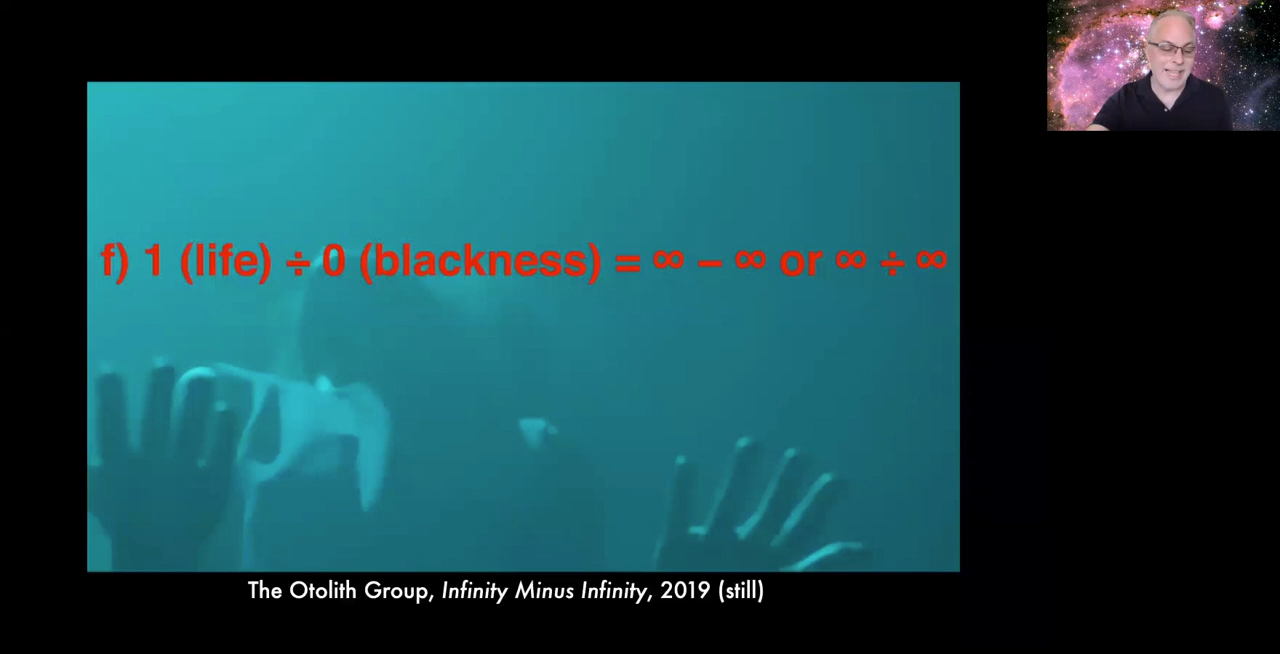 f) 1 (life) ÷ 0 (blackness) = ∞ – ∞ or ∞ ÷ ∞
The Otolith Group, Infinity Minus Infinity, 2019 (still)